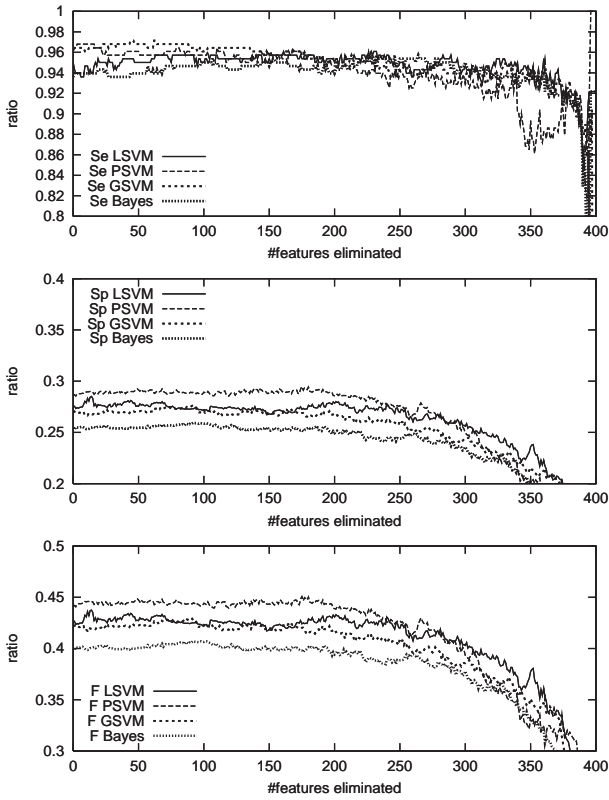 1
0.98
0.96
0.94
0.92
0.9
0.88
0.86
0.84
0.82
0.8
ratio
Se LSVM
Se PSVM
Se GSVM
Se Bayes
0 50 100 150 200 250 300 350 400
#features eliminated
0.4
0.35
0.3
0.25
0.2
ratio
Sp LSVM
Sp PSVM
Sp GSVM
Sp Bayes
0 50 100 150 200 250 300 350 400
#features eliminated
0.5
0.45
0.4
0.35
0.3
ratio
F LSVM
F PSVM
F GSVM
F Bayes
0 50 100 150 200 250 300 350 400
#features eliminated